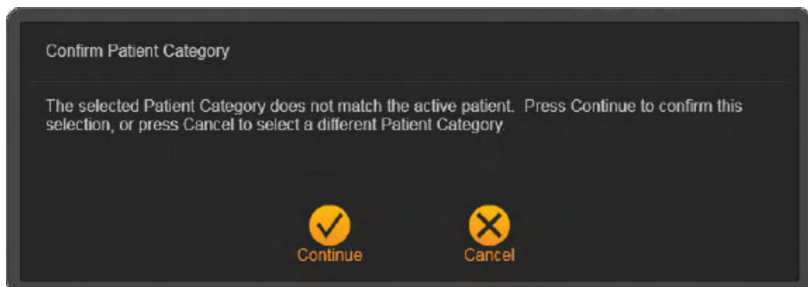 Confirm Patient Category
The selected Patient Category does not match the active patient. Press Continue to confirm this
selection, or press Cancel to select a different Patient Category.
Continue
Cancel